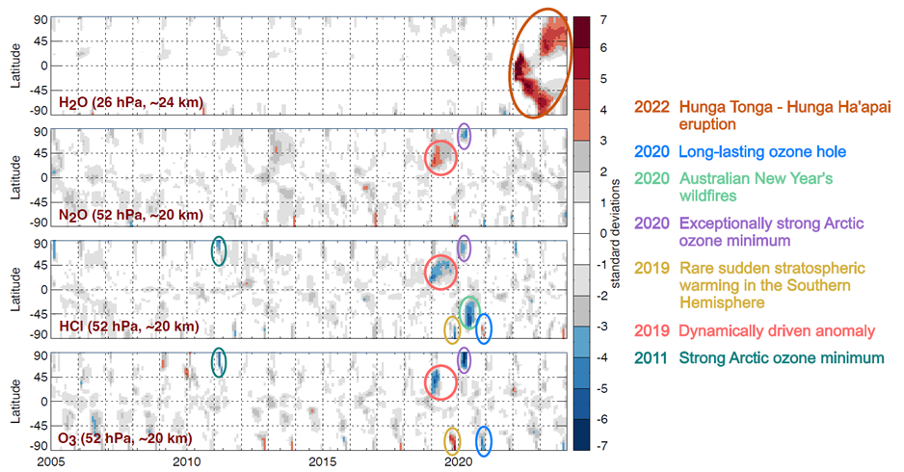 90
45
0
-45
-90
Latitude
H2O (26 hPa, ~24 km)
90
45
0
-45
-90
Latitude
N2O (52 hPa, ~20 km)
90
45
0
-45
-90
Latitude
HCl (52 hPa, ~20 km)
90
45
0
-45
-90
Latitude
O3 (52 hPa, ~20 km)
2005 2010 2015 2020
7
6
5
4
3
2
1
0
-1
-2
-3
-4
-5
-6
-7
standard deviations
2022 Hunga Tonga - Hunga Ha'apai
eruption
2020 Long-lasting ozone hole
2020 Australian New Year's
wildfires
2020 Exceptionally strong Arctic
ozone minimum
2019 Rare sudden stratospheric
warming in the Southern
Hemisphere
2019 Dynamically driven anomaly
2011 Strong Arctic ozone minimum